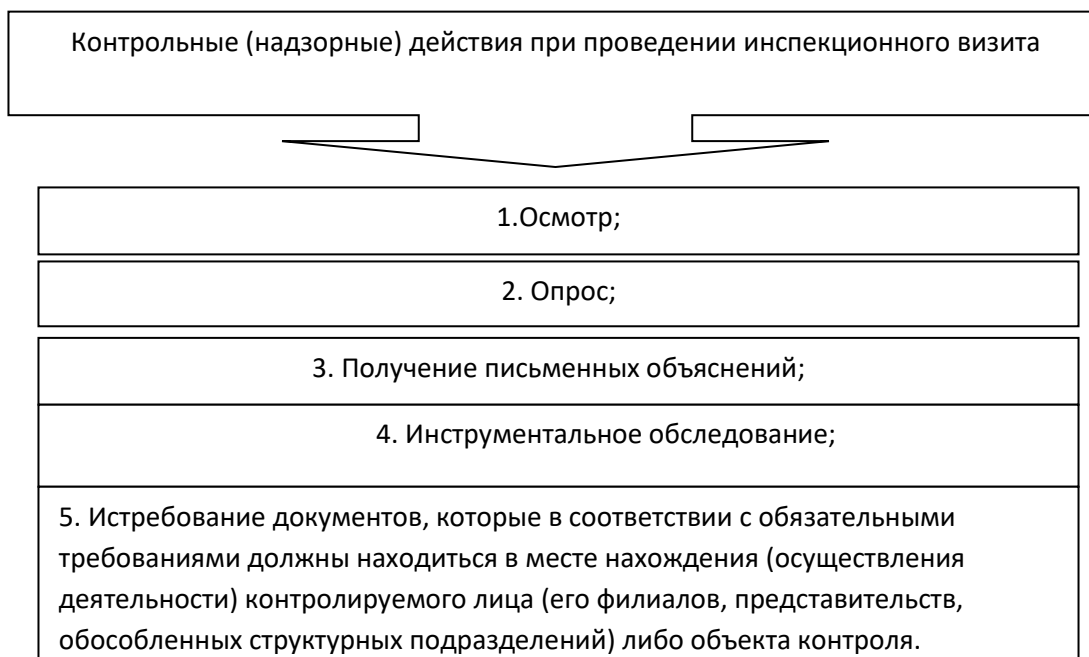 Контрольные (надзорные) действия при проведении инспекционного визита
1.Осмотр;
2. Опрос;
3. Получение письменных объяснений;
4. Инструментальное обследование;
5. Истребование документов, которые в соответствии с обязательными
требованиями должны находиться в месте нахождения (осуществления
деятельности) контролируемого лица (его филиалов, представительств,
обособленных структурных подразделений) либо объекта контроля.